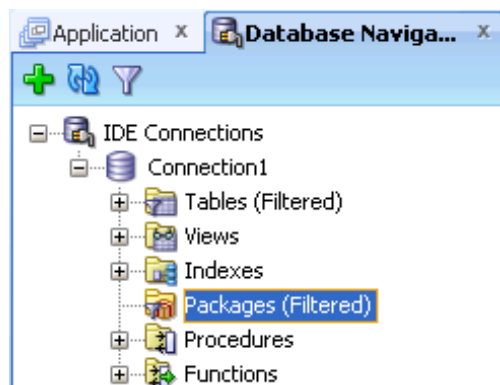 Application x Database Naviga... x
IDE Connections
Connection1
Tables (Filtered)
Views
Indexes
Packages (Filtered)
Procedures
Functions